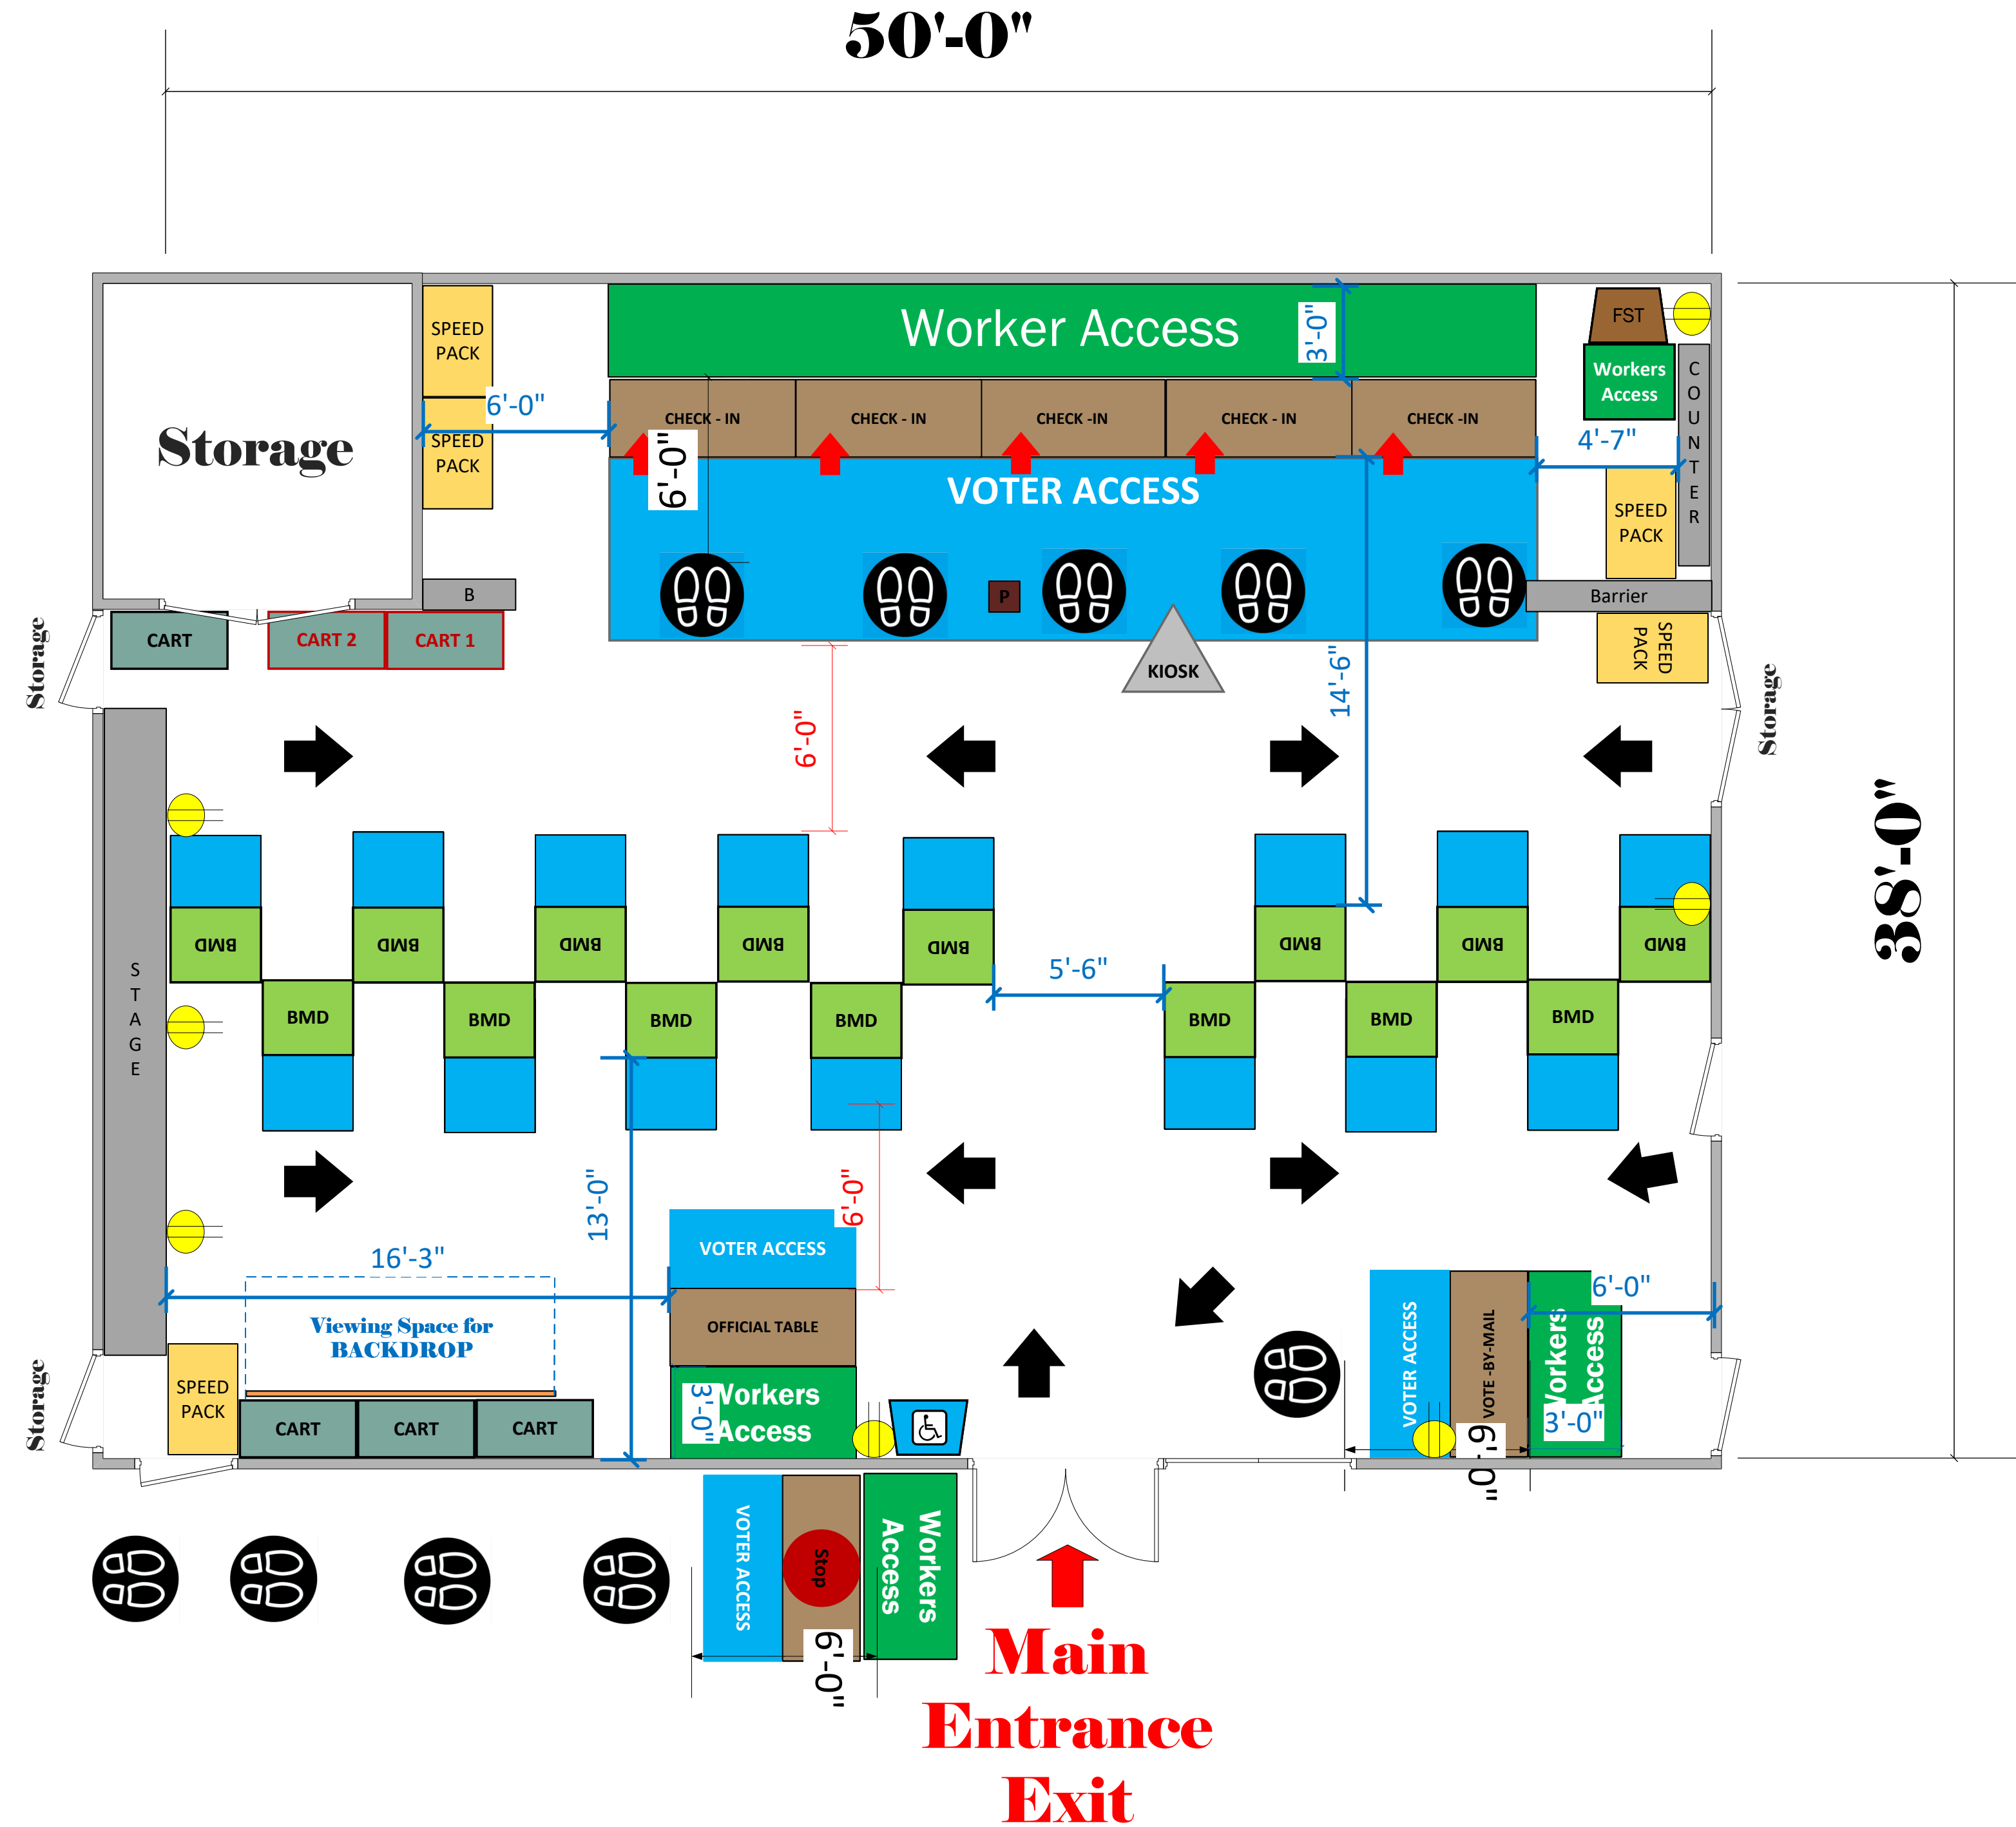 50'-0"
Worker Access
3'-0"
FST
SPEED
PACK
Workers
Access
COUNTER
6'-0"
SPEED
PACK
CHECK - IN
CHECK - IN
CHECK -IN
CHECK - IN
CHECK -IN
4'-7"
Storage
6'-0"
VOTER ACCESS
SPEED
PACK
B
P
Barrier
CART
CART 2
CART 1
KIOSK
SPEED
PACK
Storage
Storage
14'-6"
6'-0"
38'-0"
BMD
BMD
BMD
BMD
BMD
BMD
BMD
BMD
5'-6"
STAGE
BMD
BMD
BMD
BMD
BMD
BMD
BMD
13'-0"
6'-0"
16'-3"
VOTER ACCESS
6'-0"
Viewing Space for
BACKDROP
OFFICIAL TABLE
VOTER ACCESS
VOTE -BY-MAIL
Workers
Access
3'-0"
6'-0"
Storage
SPEED
PACK
CART
CART
CART
3'-0"
Workers
Access
VOTER ACCESS
Stop
Workers
Access
6'-0"
Main
Entrance
Exit